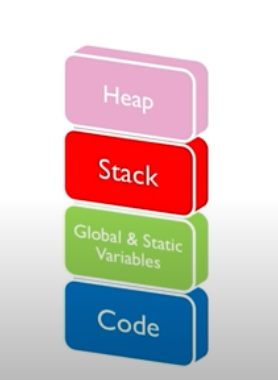 Heap
Stack
Global & Static
Variables
Code